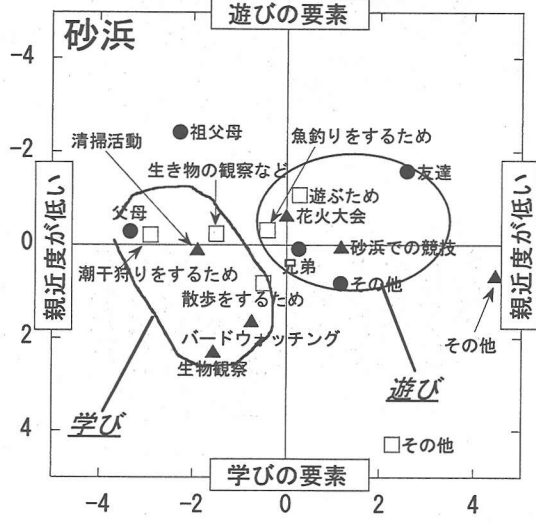 遊びの要素
砂浜
-4
-2
0
2
4
祖父母
清掃活動
魚釣りをするため
生き物の観察など
友達
遊ぶため
父母
花火大会
砂浜での競技
潮干狩りをするため
兄弟
散歩をするため
その他
その他
バードウォッチング
生物観察
学び
遊び
その他
親近度が低い
親近度が低い
学びの要素
-4
-2
0
2
4